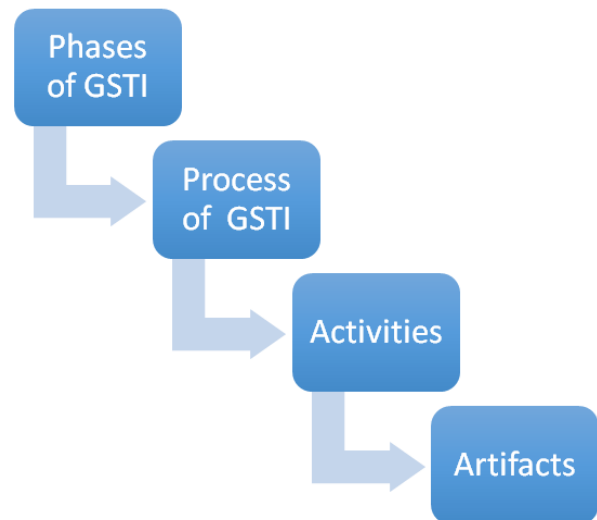 Phases
of GSTI
Process
of GSTI
Activities
Artifacts